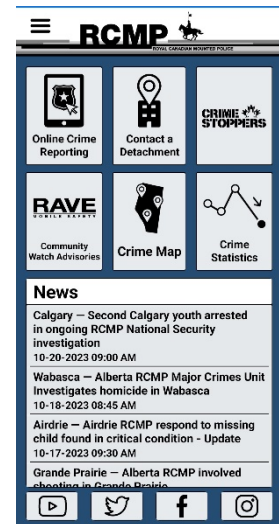 RCMP
ROYAL CANADIAN MOUNTED POLICE
Online Crime
Reporting
Contact a
Detachment
CRIME
STOPPERS
RAVE
MOBILE SAFETY
Community
Watch Advisories
Crime Map
Crime
Statistics
News
Calgary — Second Calgary youth arrested
in ongoing RCMP National Security
investigation
10-20-2023 09:00 AM
Wabasca — Alberta RCMP Major Crimes Unit
Investigates homicide in Wabasca
10-18-2023 08:45 AM
Airdrie — Airdrie RCMP respond to missing
child found in critical condition - Update
10-17-2023 09:30 AM
Grande Prairie — Alberta RCMP involved
shooting in Grande Prairie